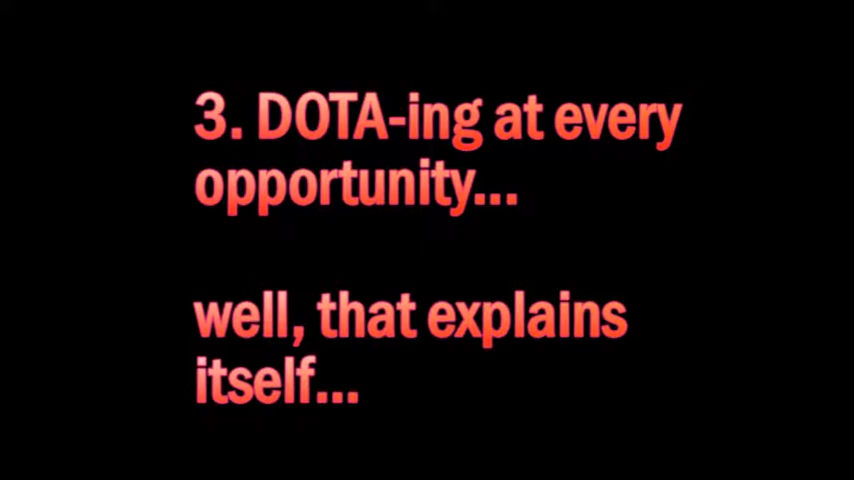 3. DOTA-ing at every
opportunity...
well, that explains
itself...